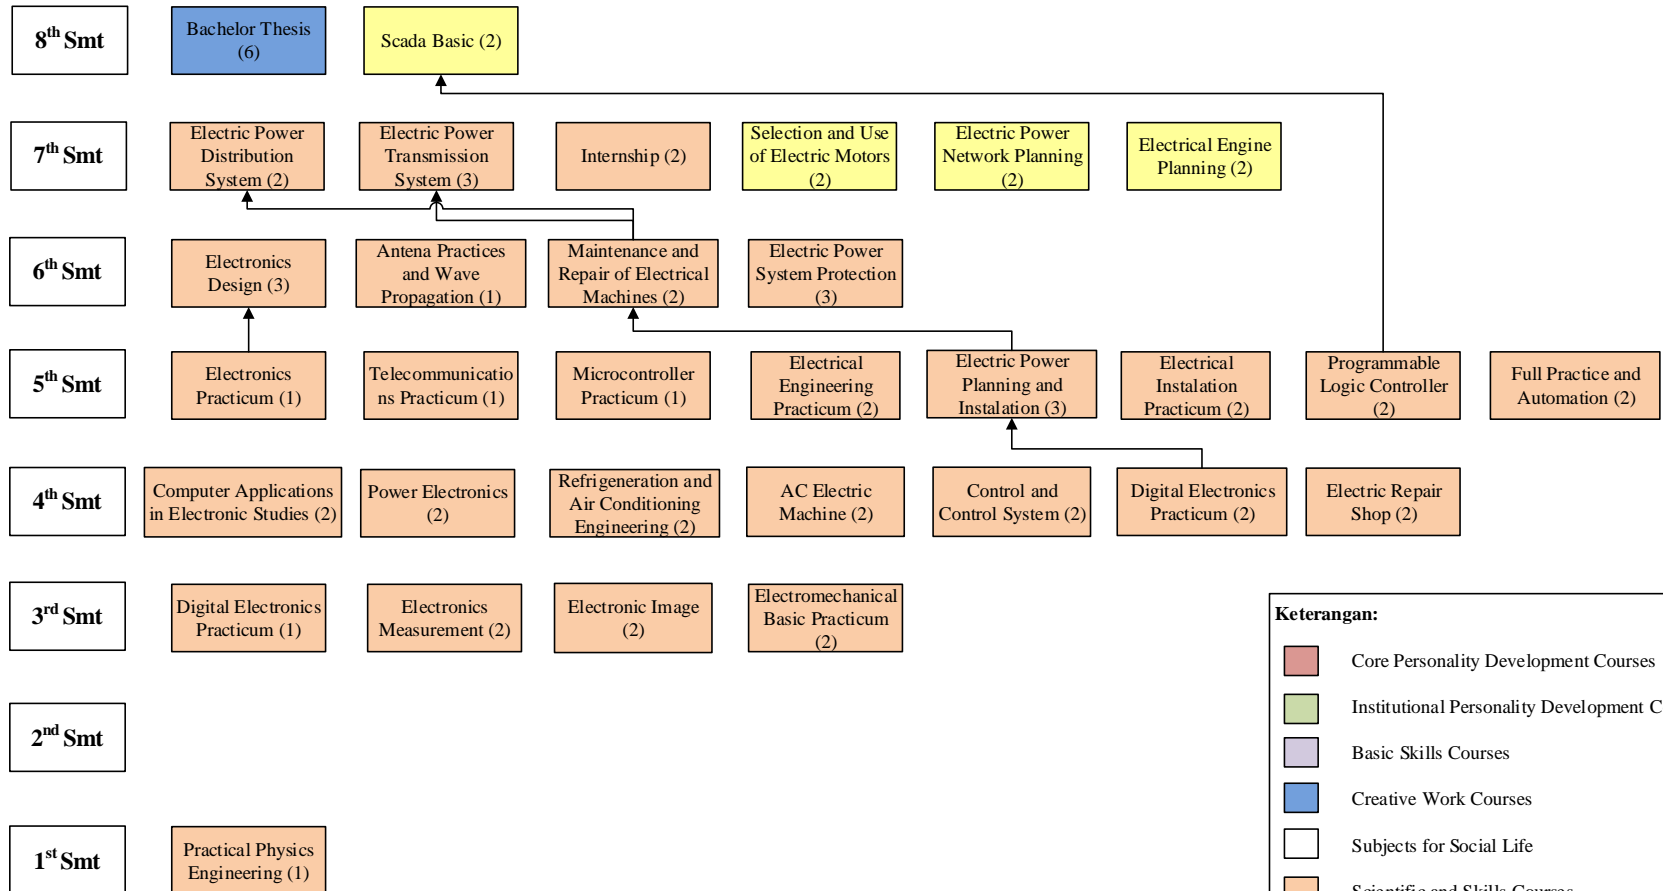 8th Smt
Bachelor Thesis
(6)
Scada Basic (2)
7th Smt
Electric Power
Distribution
System (2)
Electric Power
Transmission
System (3)
Internship (2)
Selection and Use
of Electric Motors
(2)
Electric Power
Network Planning
(2)
Electrical Engine
Planning (2)
6th Smt
Electronics
Design (3)
Antena Practices
and Wave
Propagation (1)
Maintenance and
Repair of Electrical
Machines (2)
Electric Power
System Protection
(3)
5th Smt
Electronics
Practicum (1)
Telecommunicatio
ns Practicum (1)
Microcontroller
Practicum (1)
Electrical
Engineering
Practicum (2)
Electric Power
Planning and
Instalation (3)
Electrical
Instalation
Practicum (2)
Programmable
Logic Controller
(2)
Full Practice and
Automation (2)
4th Smt
Computer Applications
in Electronic Studies (2)
Power Electronics
(2)
Refrigeneration and
Air Conditioning
Engineering (2)
AC Electric
Machine (2)
Control and
Control System (2)
Digital Electronics
Practicum (2)
Electric Repair
Shop (2)
3rd Smt
Digital Electronics
Practicum (1)
Electronics
Measurement (2)
Electronic Image
(2)
Electromechanical
Basic Practicum
(2)
2nd Smt
1st Smt
Practical Physics
Engineering (1)
Keterangan:
Core Personality Development Courses
Institutional Personality Development C
Basic Skills Courses
Creative Work Courses
Subjects for Social Life
Scientific and Skills Courses